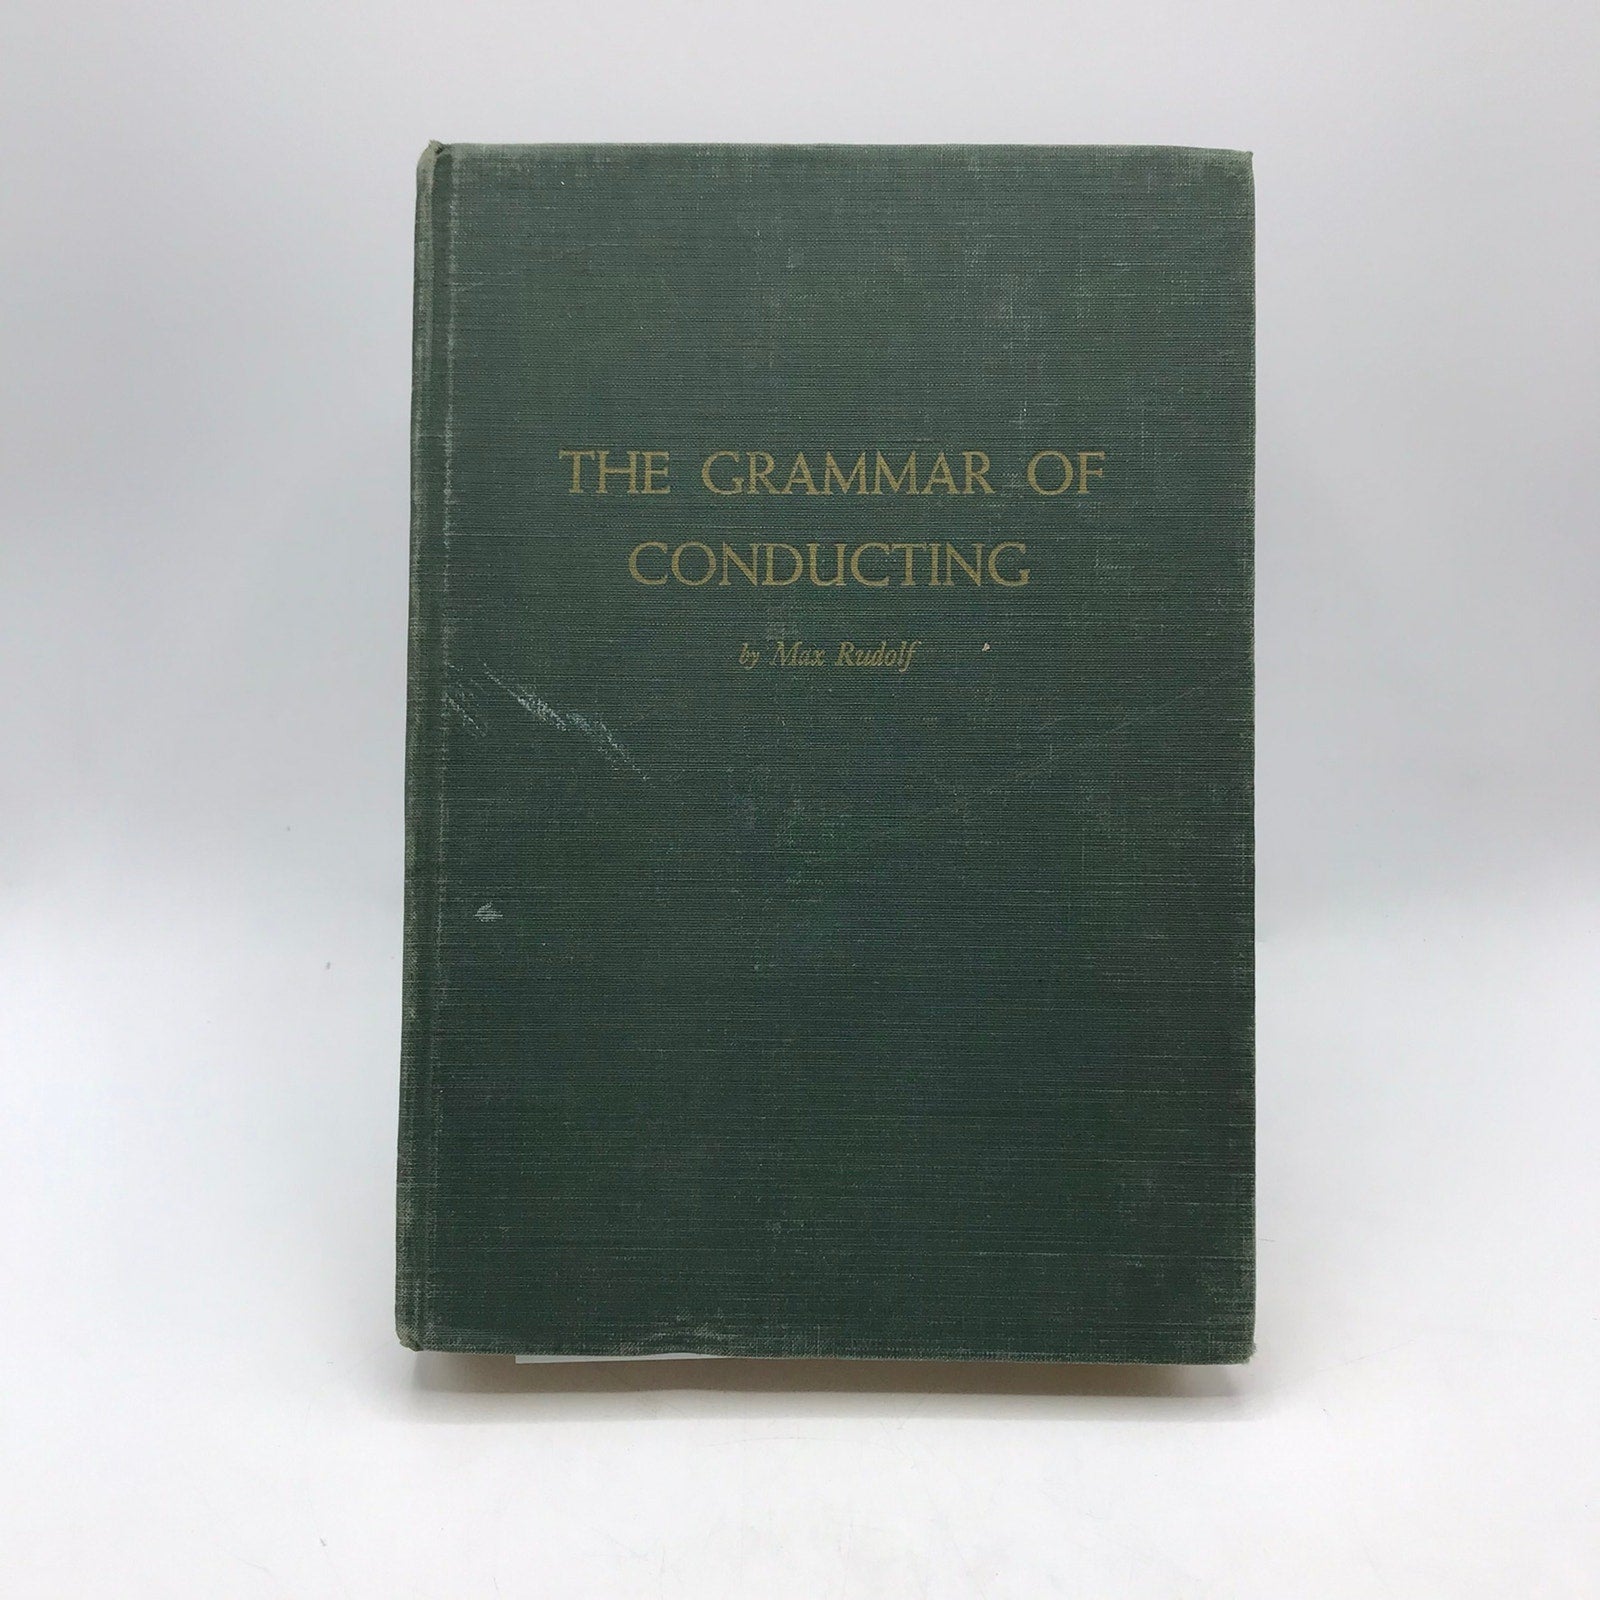 THE GRAMMAR OF
CONDUCTING
by Max Rudolf